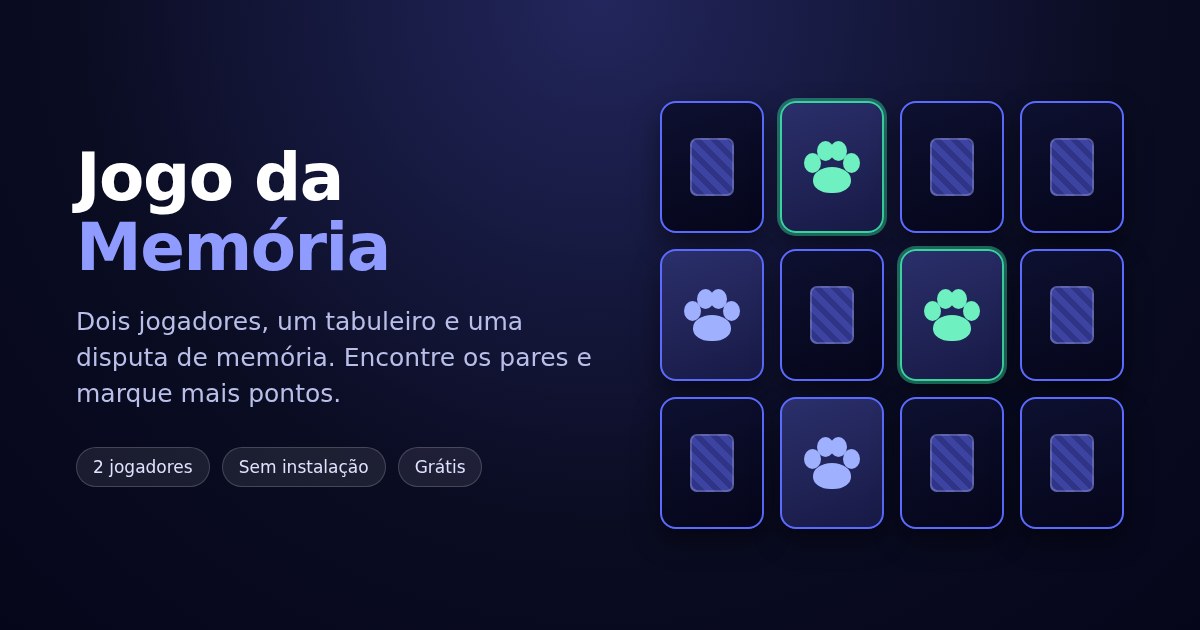 Jogo da
Memória
Dois jogadores, um tabuleiro e uma
disputa de memória. Encontre os pares e
marque mais pontos.
2 jogadores
Sem instalação
Grátis